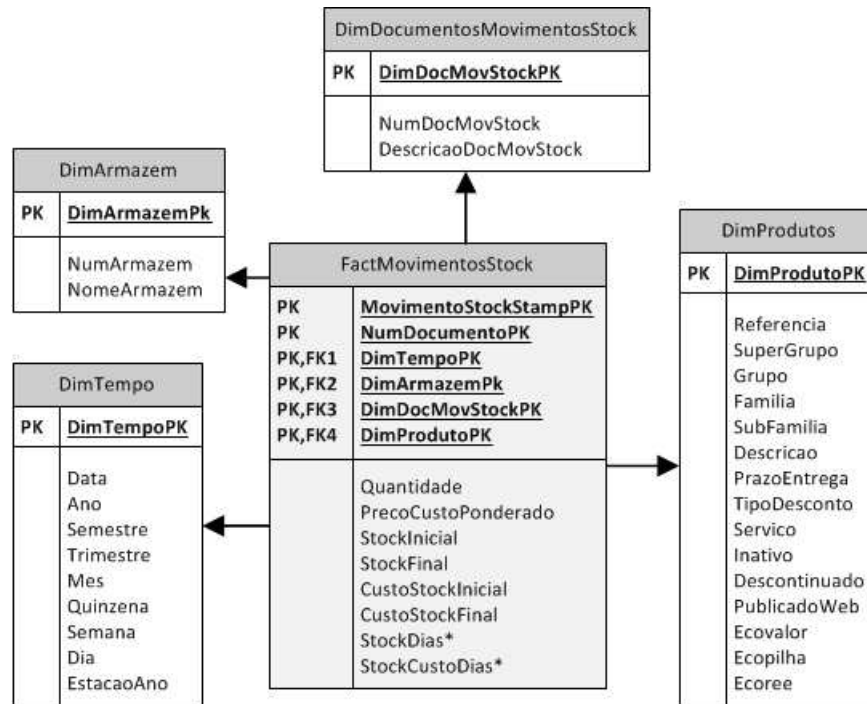 DimDocumentosMovimentosStock
PK DimDocMovStockPK
NumDocMovStock
DescricaoDocMovStock
DimArmazem
PK DimArmazemPk
NumArmazem
NomeArmazem
DimTempo
PK DimTempoPK
Data
Ano
Semestre
Trimestre
Mes
Quinzena
Semana
Dia
EstacaoAno
FactMovimentosStock
PK MovimentoStockStampPK
PK NumDocumentoPK
PK,FK1 DimTempoPK
PK,FK2 DimArmazemPk
PK,FK3 DimDocMovStockPK
PK,FK4 DimProdutoPK
Quantidade
PrecoCustoPonderado
StockInicial
StockFinal
CustoStockInicial
CustoStockFinal
StockDias*
StockCustoDias*
DimProdutos
PK DimProdutoPK
Referencia
SuperGrupo
Grupo
Familia
SubFamilia
Descricao
PrazoEntrega
TipoDesconto
Servico
Inativo
Descontinuado
PublicadoWeb
Ecovalor
Ecopilha
Ecoree